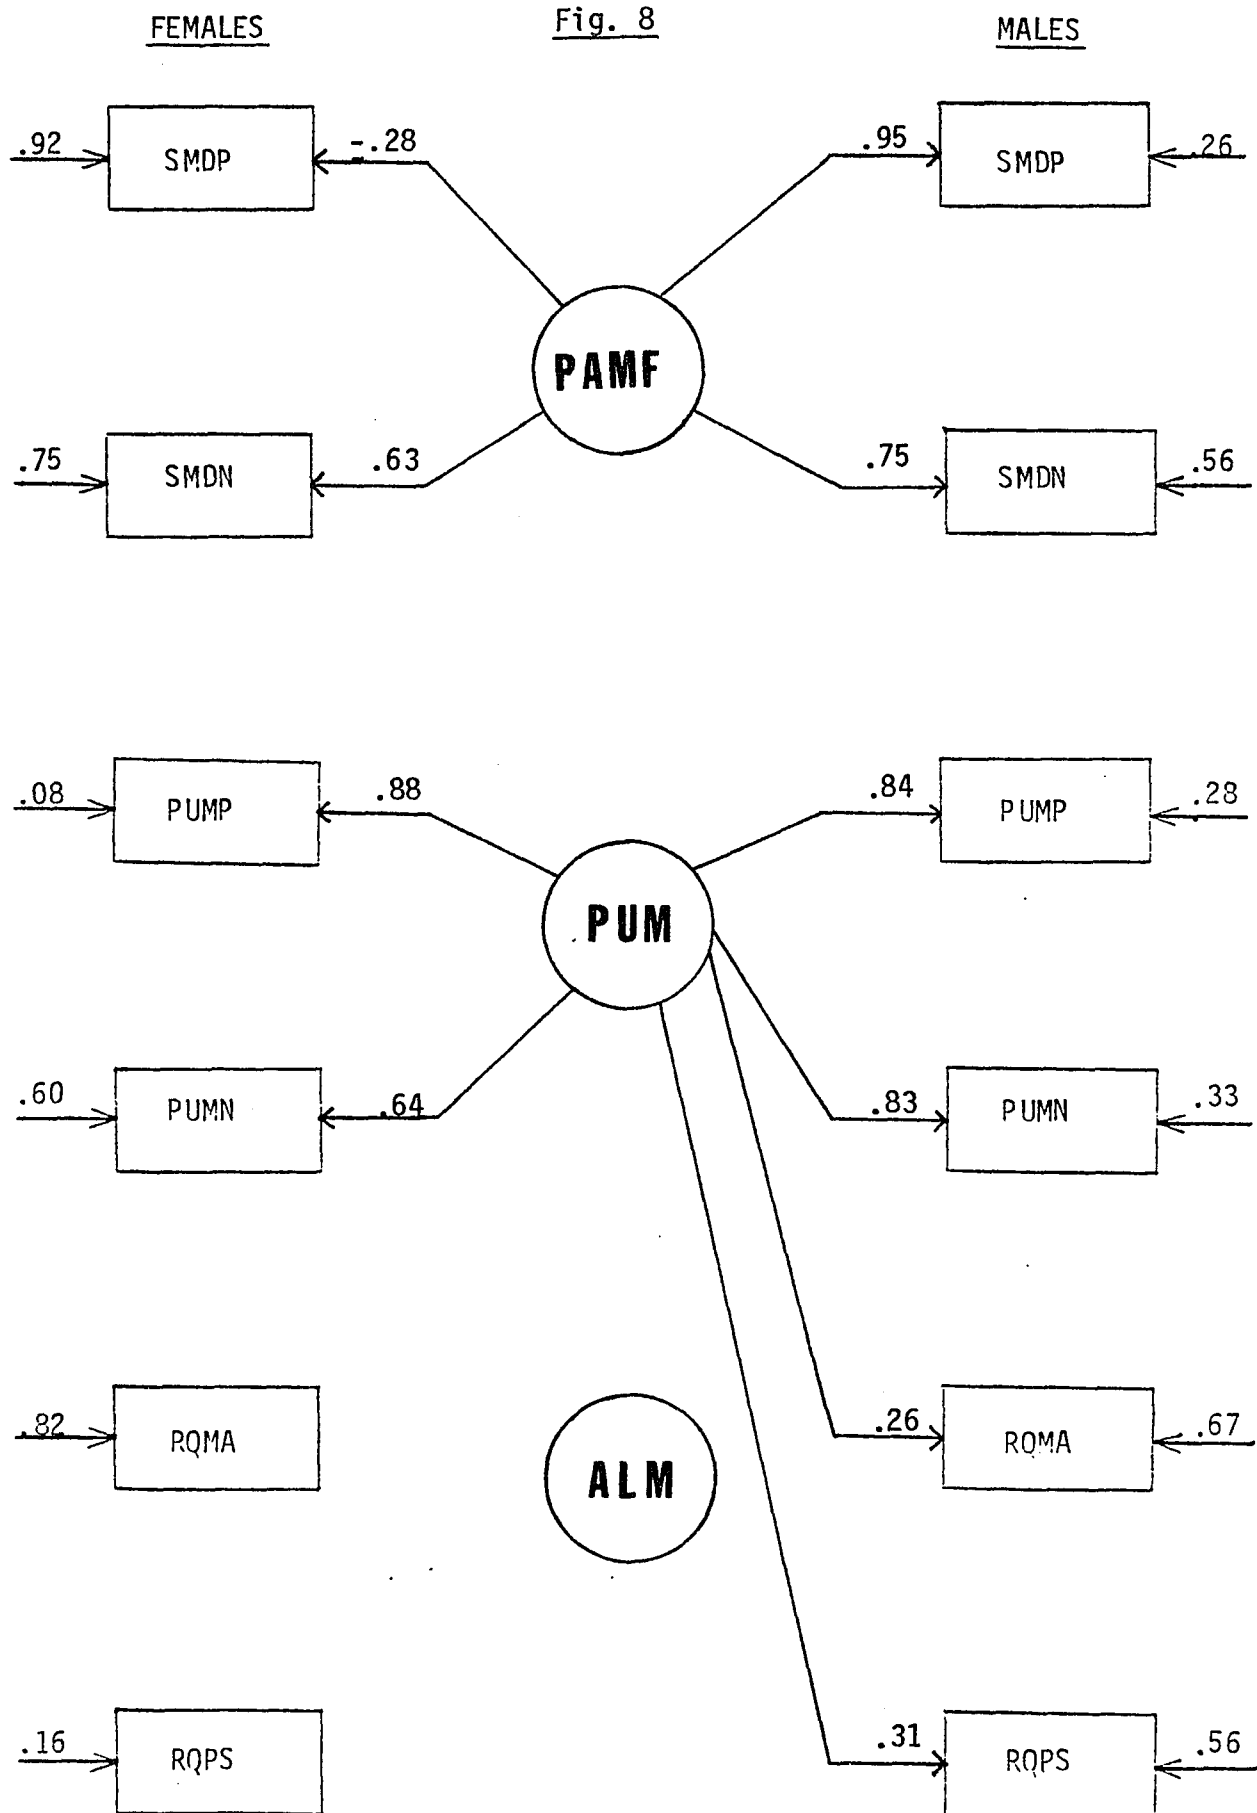 FEMALES Fig. 8 MALES
.92 SMDP -.28 .95 SMDP .26
PAMF
.75 SMDN .63 .75 SMDN .56
.08 PUMP .88 .84 PUMP .28
PUM
.60 PUMN .64 .83 PUMN .33
.82 RQMA .26 RQMA .67
ALM
.16 RQPS .31 RQPS .56